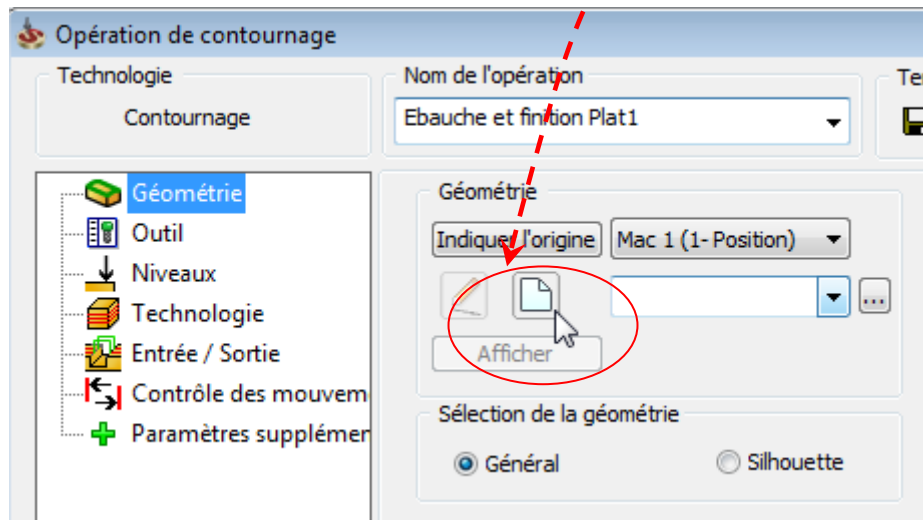 Opération de contournage
Technologie
Contournage
Nom de l'opération
Ebauche et finition Plat1
Géométrie
Outil
Niveaux
Technologie
Entrée / Sortie
Contrôle des mouvem
Paramètres supplémen
Géométrie
Indiquer l'origine
Mac 1 (1- Position)
...
Afficher
Sélection de la géométrie
Général
Silhouette